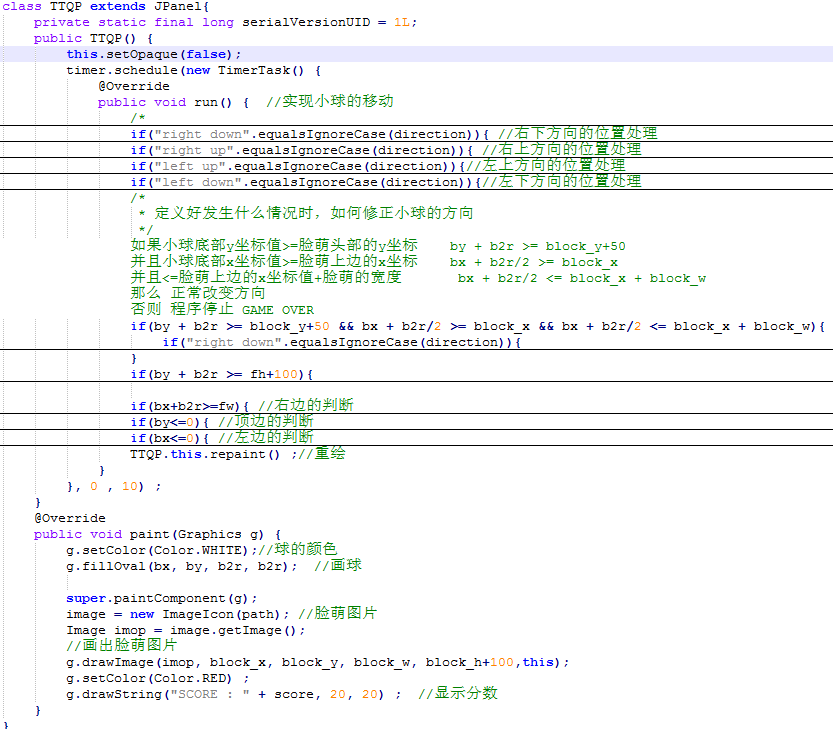 class TTQP extends JPanel{
    private static final long serialVersionUID = 1L;
    public TTQP() {
        this.setOpaque(false);
        timer.schedule(new TimerTask() {
            @Override
            public void run() {  //实现小球的移动
                /*
                if("right down".equalsIgnoreCase(direction)){ //右下方向的位置处理
                if("right up".equalsIgnoreCase(direction)){ //右上方向的位置处理
                if("left up".equalsIgnoreCase(direction)){//左上方向的位置处理
                if("left down".equalsIgnoreCase(direction)){//左下方向的位置处理
                /*
                 * 定义好发生什么情况时，如何修正小球的方向
                 */
                如果小球底部y坐标值>=脸萌头部的y坐标    by + b2r >= block_y+50
                并且小球底部x坐标值>=脸萌上边的x坐标    bx + b2r/2 >= block_x
                并且<=脸萌上边的x坐标值+脸萌的宽度       bx + b2r/2 <= block_x + block_w
                那么 正常改变方向
                否则 程序停止 GAME OVER
                if(by + b2r >= block_y+50 && bx + b2r/2 >= block_x && bx + b2r/2 <= block_x + block_w){
                    if("right down".equalsIgnoreCase(direction)){
                }
                if(by + b2r >= fh+100){
                if(bx+b2r>=fw){ //右边的判断
                if(by<=0){ //顶边的判断
                if(bx<=0){ //左边的判断
                TTQP.this.repaint() ;//重绘
            }
        }, 0 , 10) ;
    }
    @Override
    public void paint(Graphics g) {
        g.setColor(Color.WHITE);//球的颜色
        g.fillOval(bx, by, b2r, b2r);  //画球
        super.paintComponent(g);
        image = new ImageIcon(path); //脸萌图片
        Image imop = image.getImage();
        //画出脸萌图片
        g.drawImage(imop, block_x, block_y, block_w, block_h+100,this);
        g.setColor(Color.RED) ;
        g.drawString("SCORE : " + score, 20, 20) ;  //显示分数
    }
}